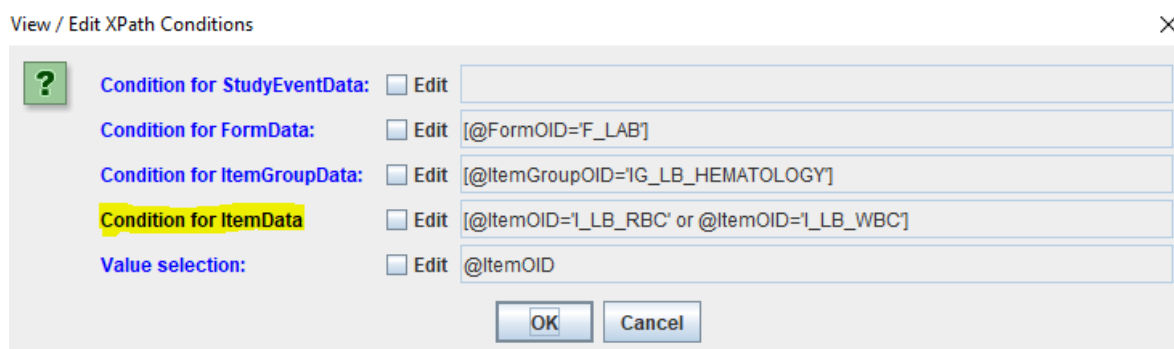 View / Edit XPath Conditions
?
Condition for StudyEventData: Edit
Condition for FormData: Edit [@FormOID='F_LAB']
Condition for ItemGroupData: Edit [@ItemGroupOID='IG_LB_HEMATOLOGY']
Condition for ItemData Edit [@ItemOID='I_LB_RBC' or @ItemOID='I_LB_WBC']
Value selection: Edit @ItemOID
OK Cancel